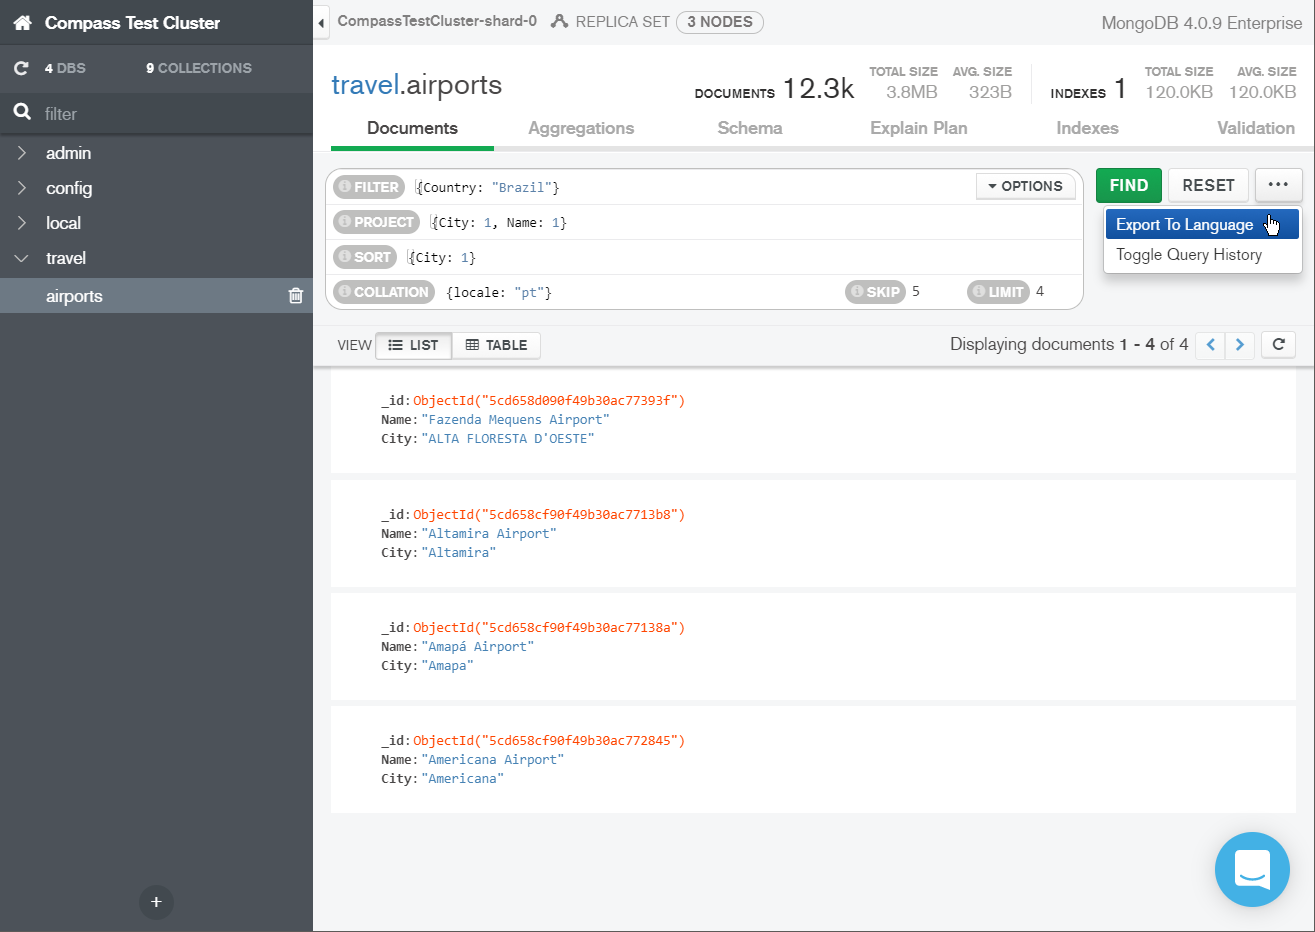 Compass Test Cluster
4 DBS 9 COLLECTIONS
filter
admin
config
local
travel
airports
CompassTestCluster-shard-0 REPLICA SET 3 NODES MongoDB 4.0.9 Enterprise
travel.airports
DOCUMENTS 12.3k TOTAL SIZE 3.8MB AVG. SIZE 323B INDEXES 1 TOTAL SIZE 120.0KB AVG. SIZE 120.0KB
Documents Aggregations Schema Explain Plan Indexes Validation
FILTER {Country: "Brazil"} OPTIONS FIND RESET ...
PROJECT {City: 1, Name: 1}
Export To Language
Toggle Query History
SORT {City: 1}
COLLATION {locale: "pt"} SKIP 5 LIMIT 4
VIEW LIST TABLE Displaying documents 1 - 4 of 4
_id: ObjectId("5cd658d090f49b30ac77393f")
Name: "Fazenda Mequens Airport"
City: "ALTA FLORESTA D'OESTE"
_id: ObjectId("5cd658cf90f49b30ac7713b8")
Name: "Altamira Airport"
City: "Altamira"
_id: ObjectId("5cd658cf90f49b30ac77138a")
Name: "Amapá Airport"
City: "Amapa"
_id: ObjectId("5cd658cf90f49b30ac772845")
Name: "Americana Airport"
City: "Americana"